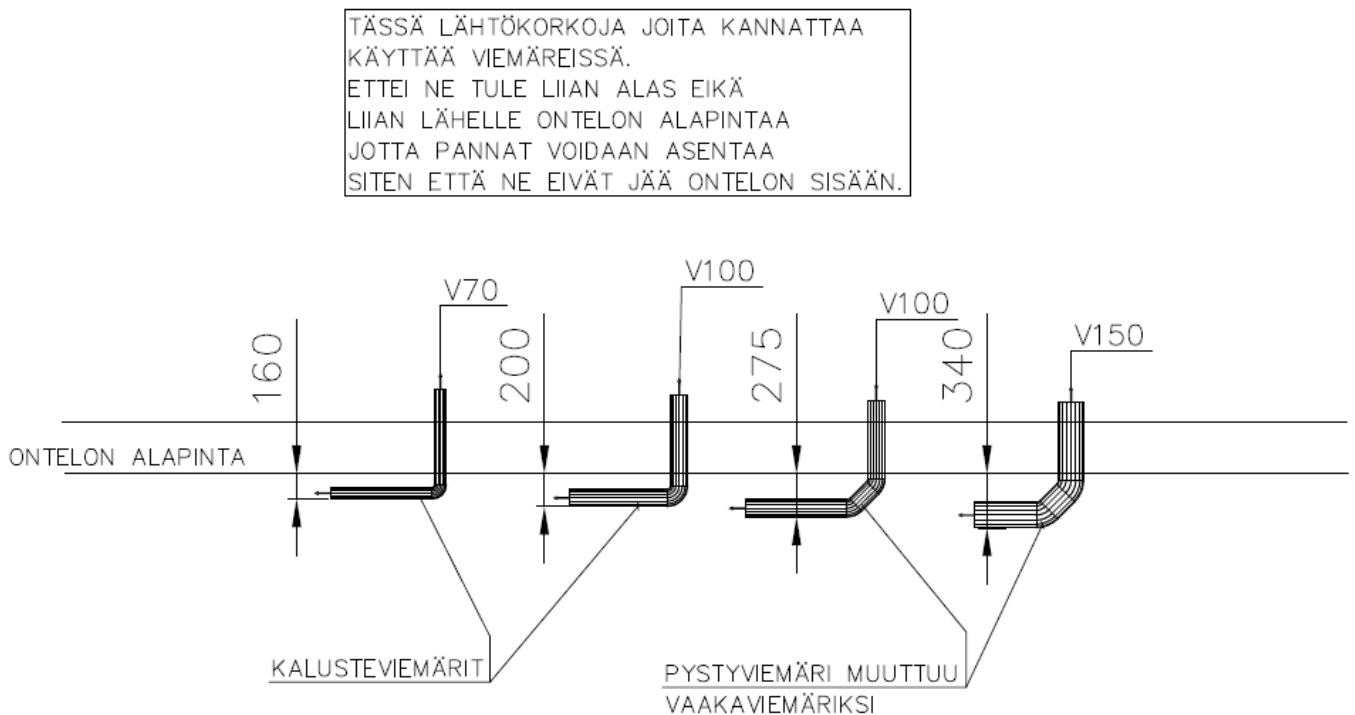 TÄSSÄ LÄHTÖKORKOJA JOITA KANNATTAA
KÄYTTÄÄ VIEMÄREISSÄ.
ETTEI NE TULE LIIAN ALAS EIKÄ
LIIAN LÄHELLE ONTELON ALAPINTAA
JOTTA PANNAT VOIDAAN ASENTAA
SITEN ETTÄ NE EIVÄT JÄÄ ONTELON SISÄÄN.
V70
V100
V100
V150
160
200
275
340
ONTELON ALAPINTA
KALUSTEVIEMÄRIT
PYSTYVIEMÄRI MUUTTUU
VAAKAVIEMÄRIKSI